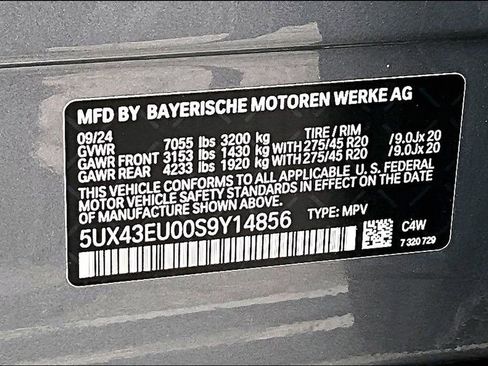 MFD BY BAYERISCHE MOTOREN WERKE AG
09/24 TIRE / RIM
GVWR 7055 lbs 3200 kg
GAWR FRONT 3153 lbs 1430 kg WITH 275/45 R20 /9.0Jx 20
GAWR REAR 4233 lbs 1920 kg WITH 275/45 R20 /9.0Jx 20
THIS VEHICLE CONFORMS TO ALL APPLICABLE U. S. FEDERAL
MOTOR VEHICLE SAFETY STANDARDS IN EFFECT ON THE
DATE OF MANUFACTURE SHOWN ABOVE.
5UX43EU00S9Y14856 TYPE: MPV C4W
7 320 729